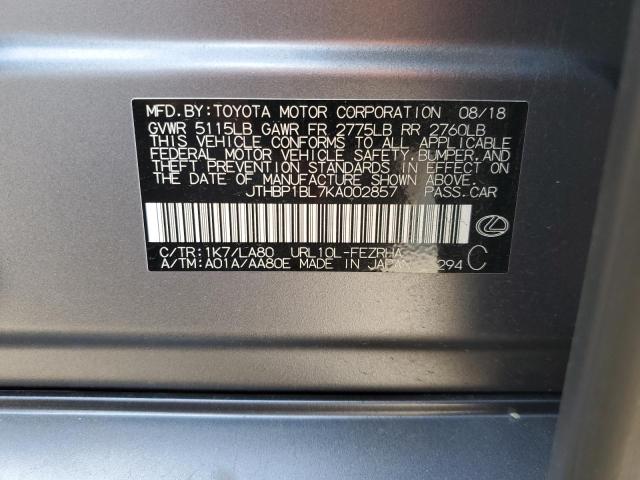 MFD.BY:TOYOTA MOTOR CORPORATION 08/18
GVWR 5115LB GAWR FR 2775LB RR 2760LB
THIS VEHICLE CONFORMS TO ALL APPLICABLE
FEDERAL MOTOR VEHICLE SAFETY,BUMPER,AND
THEFT PREVENTION STANDARDS IN EFFECT ON
THE DATE OF MANUFACTURE SHOWN ABOVE.
JTHBP1BL7KA002857 PASS-CAR
C/TR:1K7/LA80 URL10L-FEZRHA
A/TM:A01A/AA80E MADE IN JAPAN 294 C